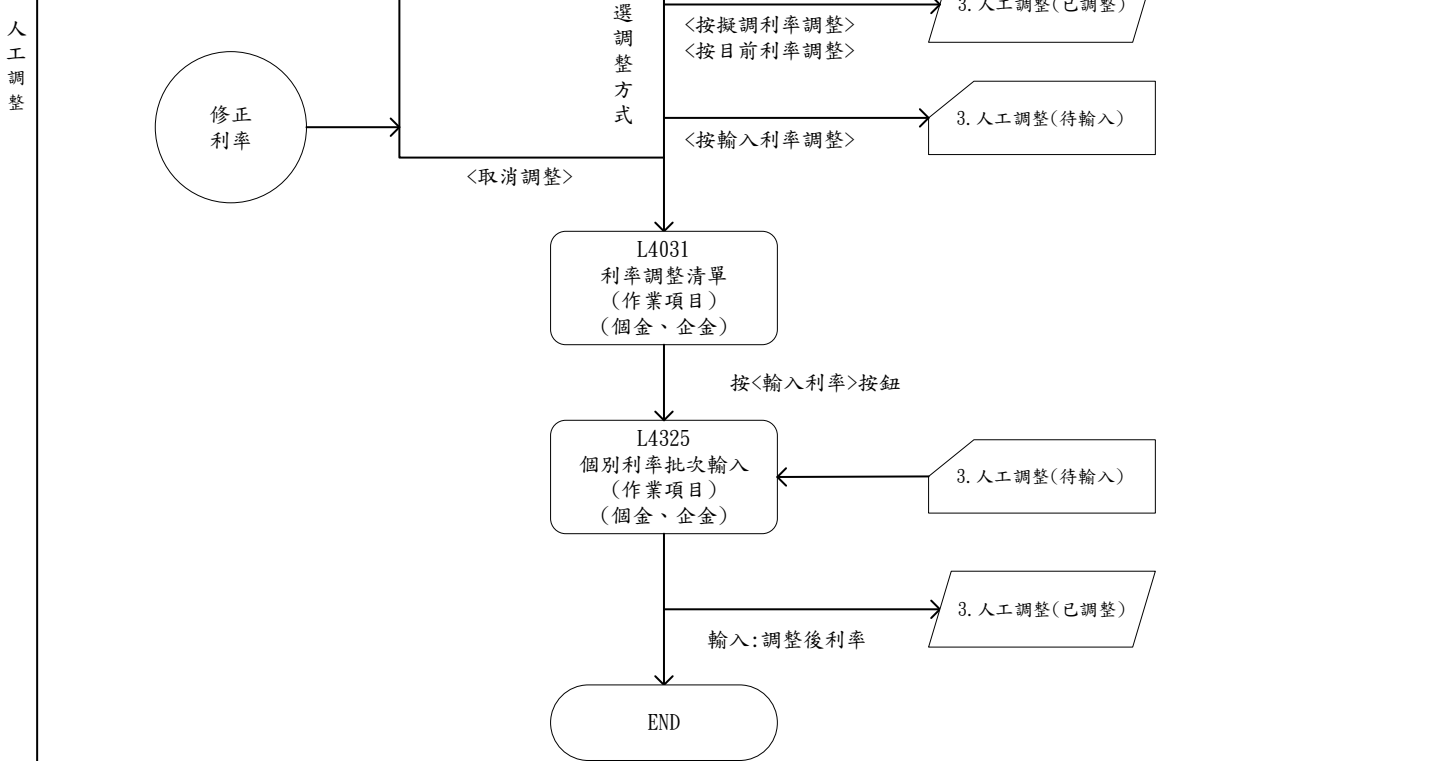 人工調整
選調整方式
3.人工調整(已調整)
<按擬調利率調整>
<按目前利率調整>
修正
利率
3.人工調整(待輸入)
<按輸入利率調整>
<取消調整>
L4031
利率調整清單
(作業項目)
(個金、企金)
按<輸入利率>按鈕
L4325
個別利率批次輸入
(作業項目)
(個金、企金)
3.人工調整(待輸入)
3.人工調整(已調整)
輸入:調整後利率
END